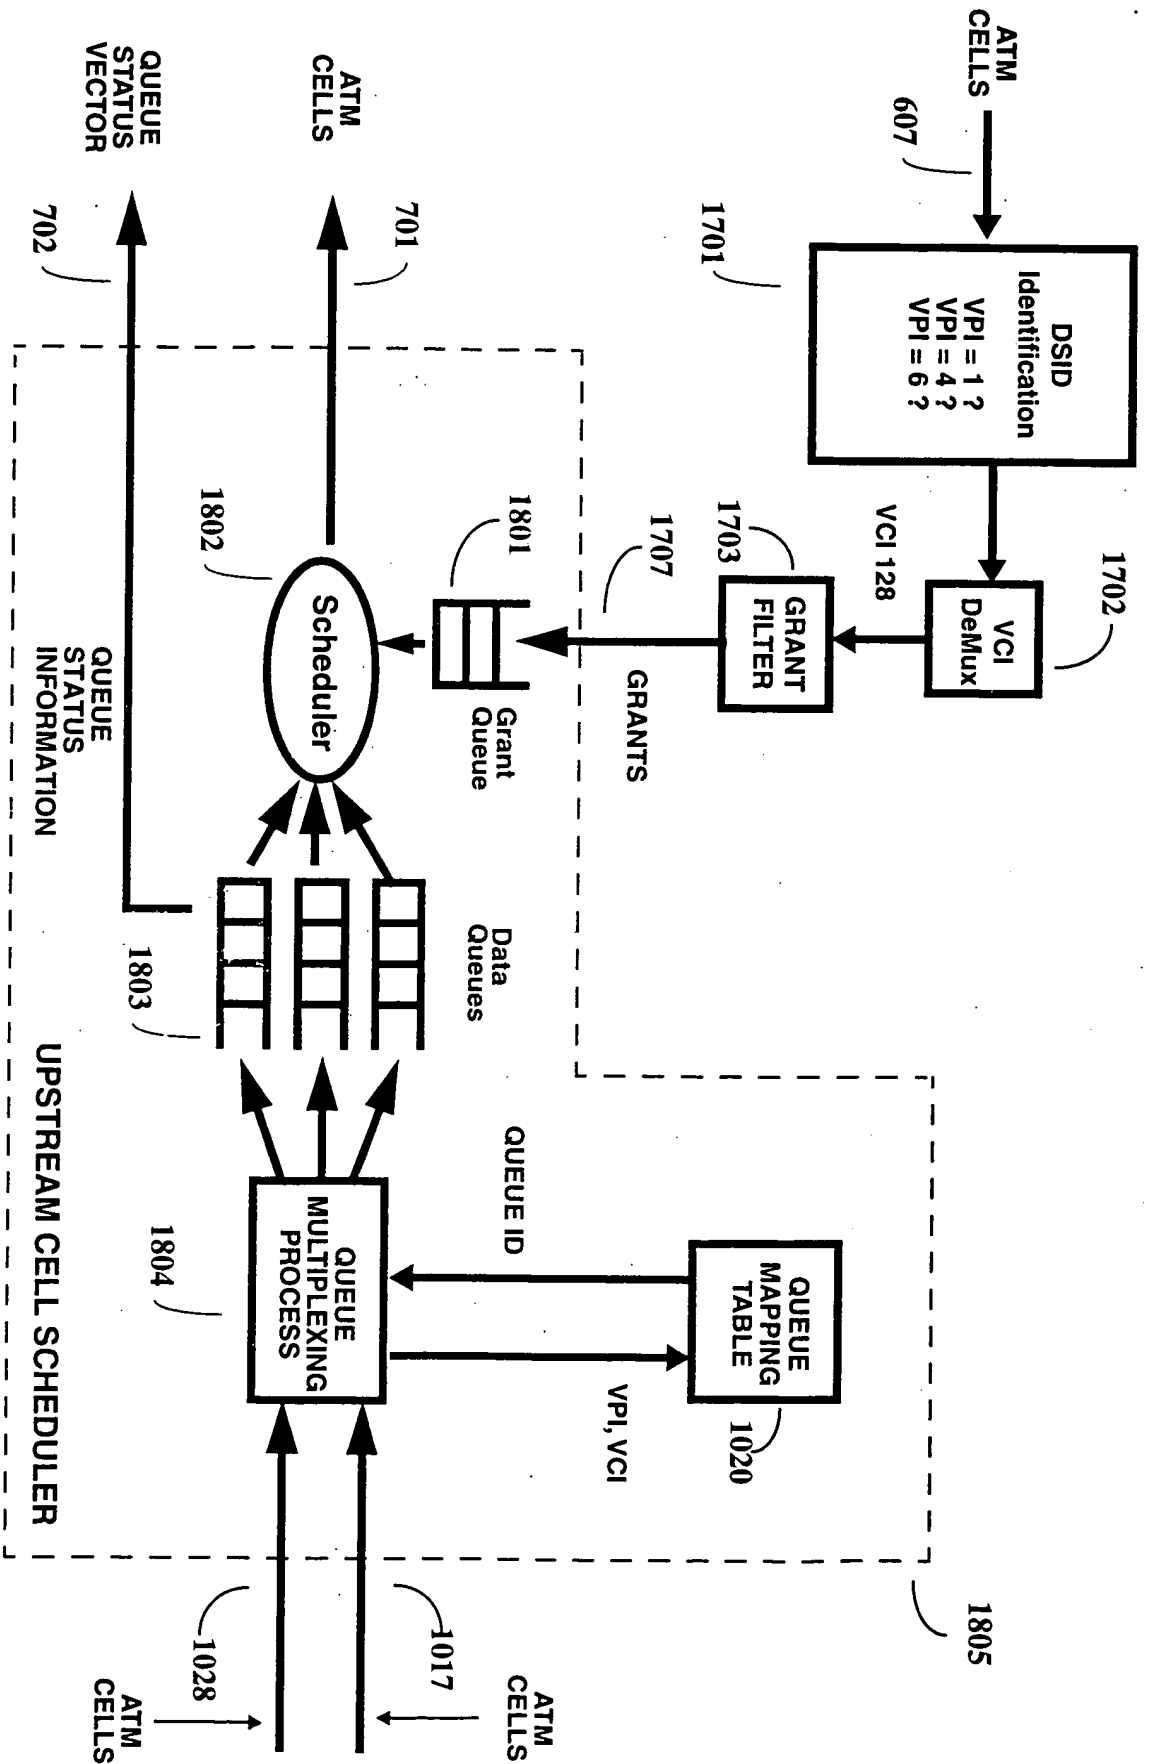 ATM
CELLS
607
DSID
Identification
VPI = 1 ?
VPI = 4 ?
VPI = 6 ?
1701
VCI
DeMux
1702
VCI 128
GRANT
FILTER
1703
1707
GRANTS
1801
Grant
Queue
ATM
CELLS
701
Scheduler
1802
QUEUE
STATUS
VECTOR
702
QUEUE
STATUS
INFORMATION
Data
Queues
1803
QUEUE
MAPPING
TABLE
1020
QUEUE ID
VPI, VCI
QUEUE
MULTIPLEXING
PROCESS
1804
1805
ATM
CELLS
1017
ATM
CELLS
1028
UPSTREAM CELL SCHEDULER